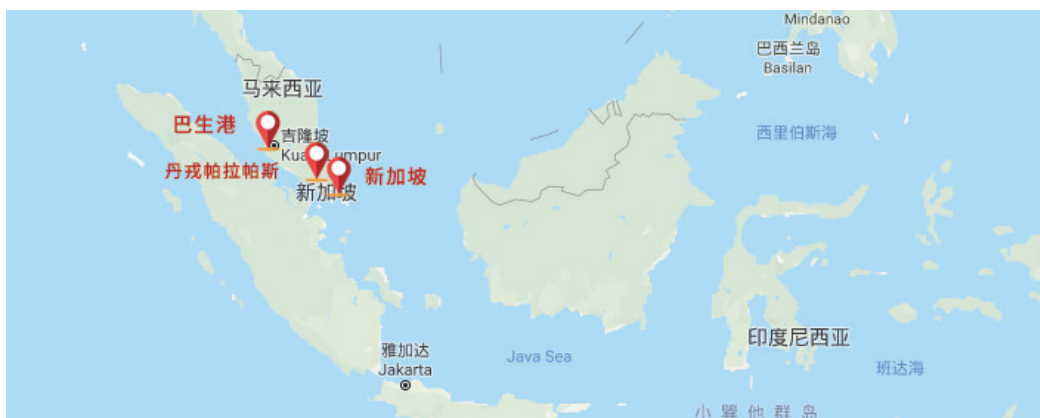 Mindanao
巴西兰岛
Basilan
马来西亚
巴生港
吉隆坡
Kuala Lumpur
西里伯斯海
丹戎帕拉帕斯
新加坡
新加坡
印度尼西亚
雅加达
Jakarta
Java Sea
班达海
小巽他群岛